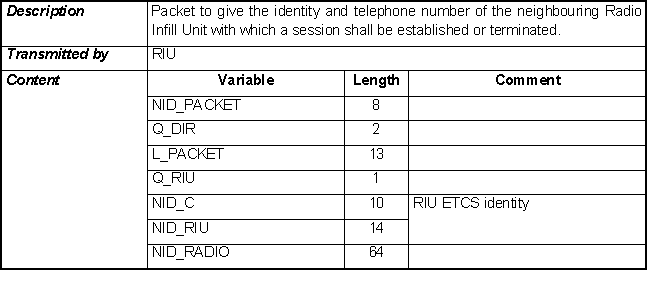 Description Packet to give the identity and telephone number of the neighbouring Radio
Infill Unit with which a session shall be established or terminated.
Transmitted by RIU
Content Variable Length Comment
NID_PACKET 8
Q_DIR 2
L_PACKET 13
Q_RIU 1
NID_C 10 RIU ETCS identity
NID_RIU 14
NID_RADIO 64